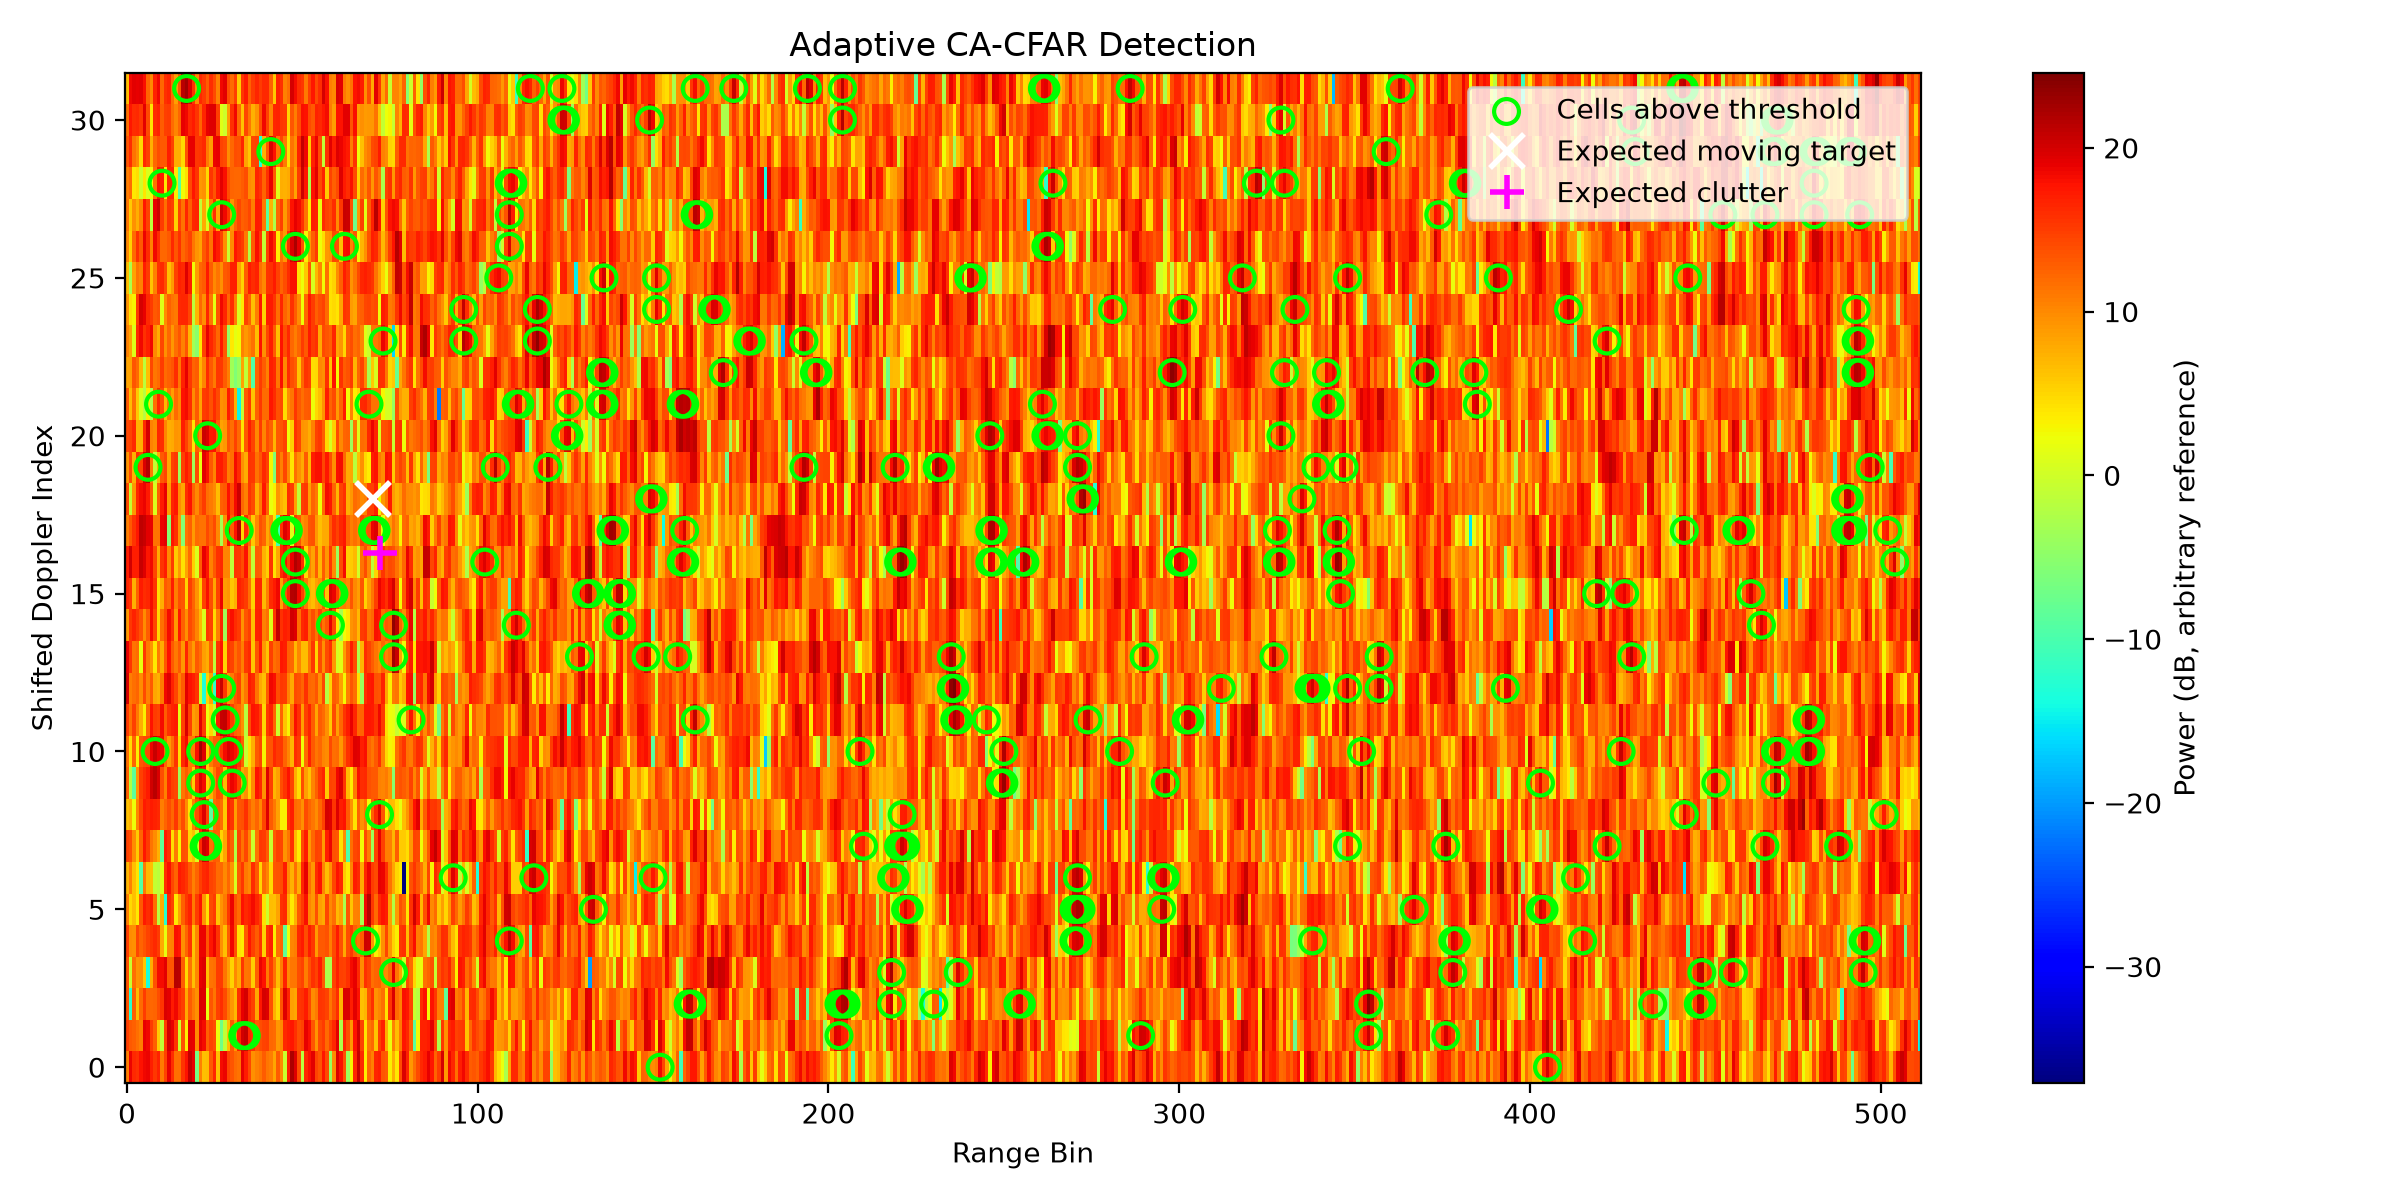 Adaptive CA-CFAR Detection
Cells above threshold
Expected moving target
Expected clutter
Shifted Doppler Index
30
25
20
15
10
5
0
0 100 200 300 400 500
Range Bin
20
10
0
−10
−20
−30
Power (dB, arbitrary reference)